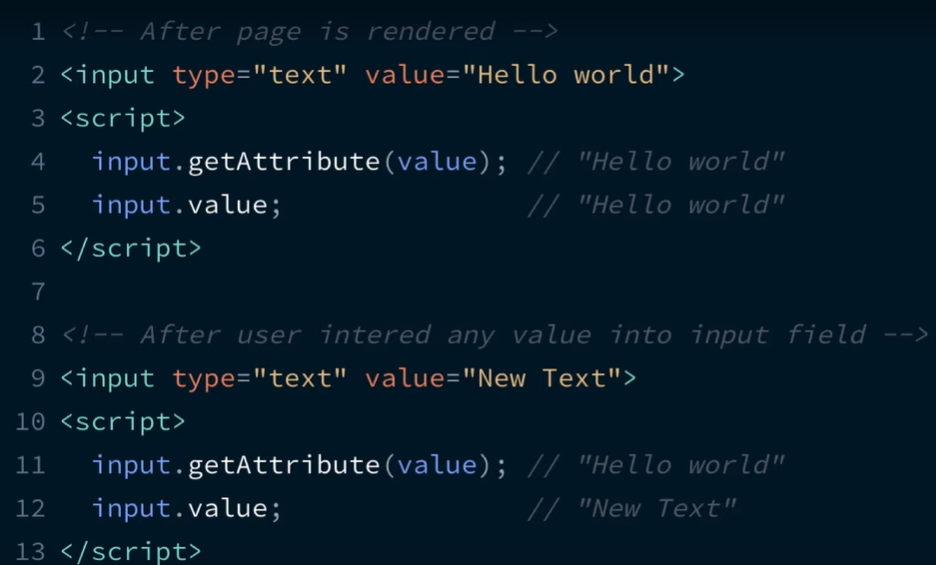 1 <!-- After page is rendered -->
2 <input type="text" value="Hello world">
3 <script>
4   input.getAttribute(value); // "Hello world"
5   input.value;               // "Hello world"
6 </script>
7
8 <!-- After user intered any value into input field -->
9 <input type="text" value="New Text">
10 <script>
11   input.getAttribute(value); // "Hello world"
12   input.value;               // "New Text"
13 </script>